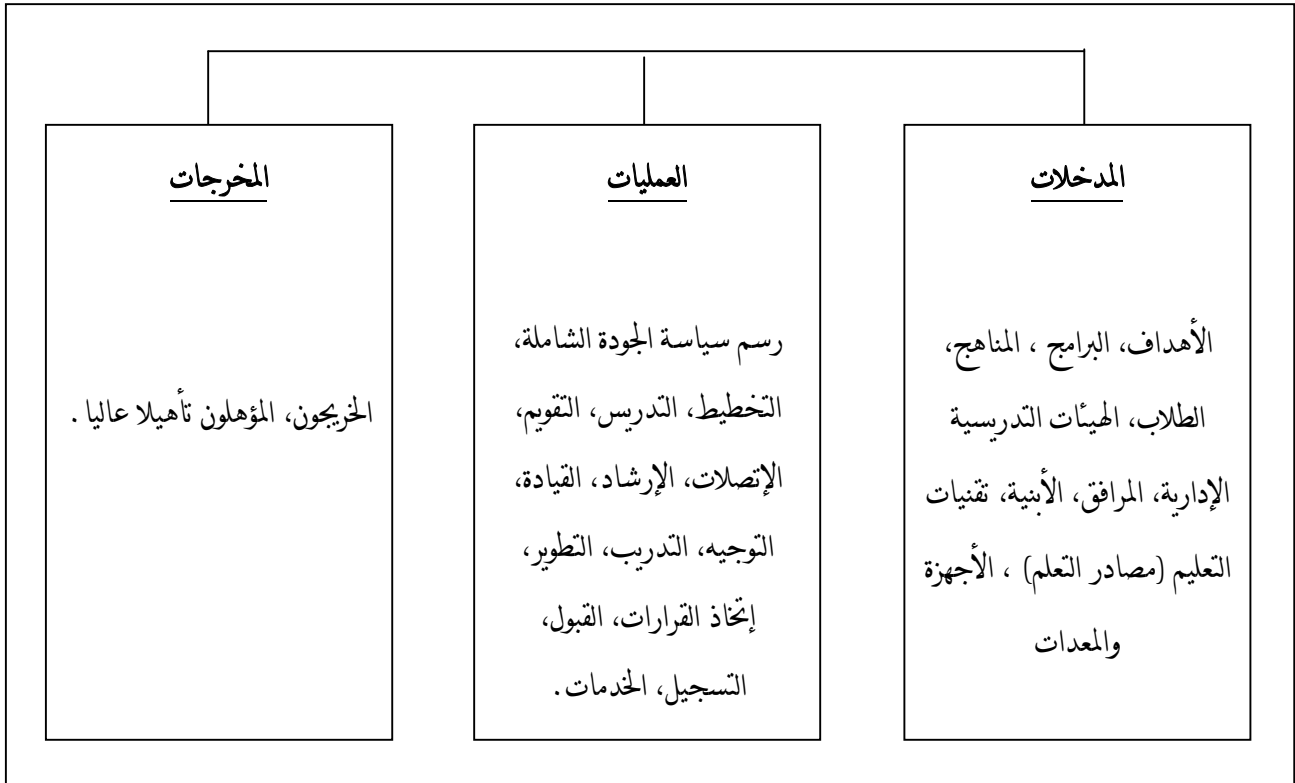 المدخلات
الأهداف، البرامج ، المناهج،
الطلاب، الهيئات التدريسية
الإدارية، المرافق، الأبنية، تقنيات
التعليم (مصادر التعلم) ، الأجهزة
والمعدات
العمليات
رسم سياسة الجودة الشاملة،
التخطيط، التدريس، التقويم،
الإتصلات، الإرشاد، القيادة،
التوجيه، التدريب، التطوير،
إتخاذ القرارات، القبول،
التسجيل، الخدمات.
المخرجات
الخريجون، المؤهلون تأهيلا عاليا .